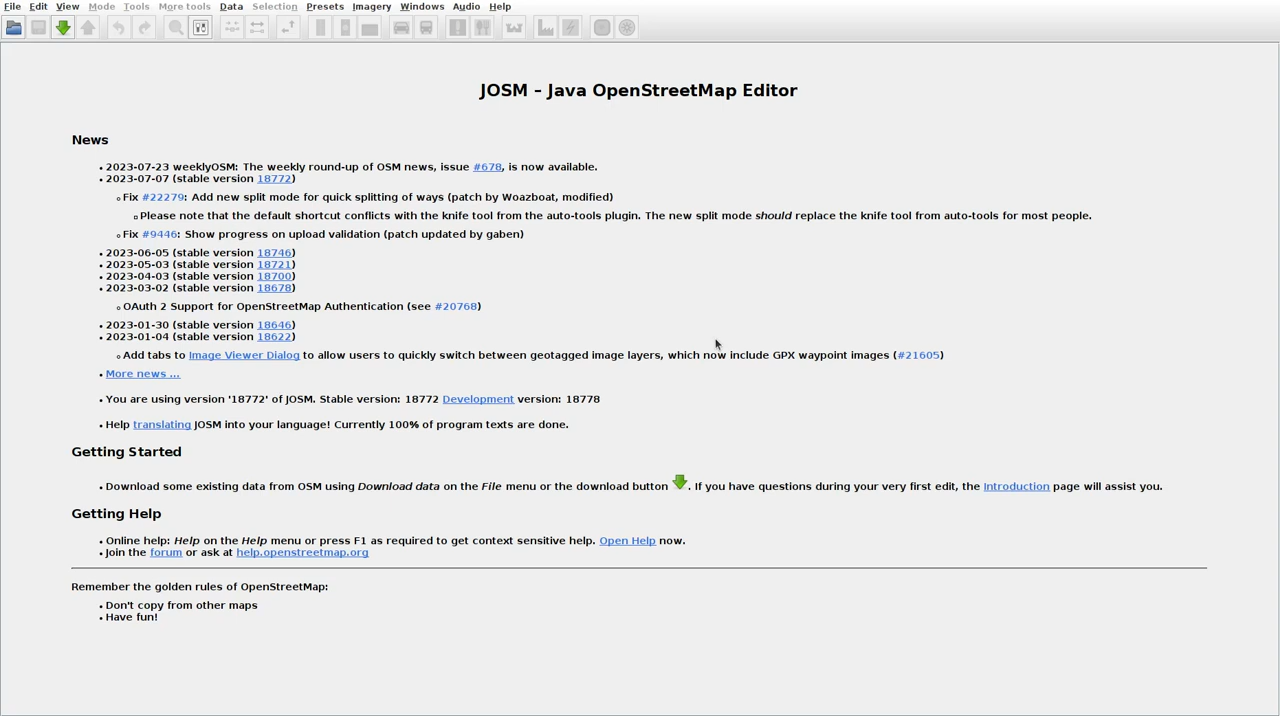 File Edit View Mode Tools More tools Data Selection Presets Imagery Windows Audio Help
JOSM – Java OpenStreetMap Editor
News
2023-07-23 weeklyOSM: The weekly round-up of OSM news, issue #678, is now available.
2023-07-07 (stable version 18772)
Fix #22279: Add new split mode for quick splitting of ways (patch by Woazboat, modified)
Please note that the default shortcut conflicts with the knife tool from the auto-tools plugin. The new split mode should replace the knife tool from auto-tools for most people.
Fix #9446: Show progress on upload validation (patch updated by gaben)
2023-06-05 (stable version 18746)
2023-05-03 (stable version 18721)
2023-04-03 (stable version 18700)
2023-03-02 (stable version 18678)
OAuth 2 Support for OpenStreetMap Authentication (see #20768)
2023-01-30 (stable version 18646)
2023-01-04 (stable version 18622)
Add tabs to Image Viewer Dialog to allow users to quickly switch between geotagged image layers, which now include GPX waypoint images (#21605)
More news ...
You are using version '18772' of JOSM. Stable version: 18772 Development version: 18778
Help translating JOSM into your language! Currently 100% of program texts are done.
Getting Started
Download some existing data from OSM using Download data on the File menu or the download button . If you have questions during your very first edit, the Introduction page will assist you.
Getting Help
Online help: Help on the Help menu or press F1 as required to get context sensitive help. Open Help now.
Join the forum or ask at help.openstreetmap.org
Remember the golden rules of OpenStreetMap:
Don't copy from other maps
Have fun!